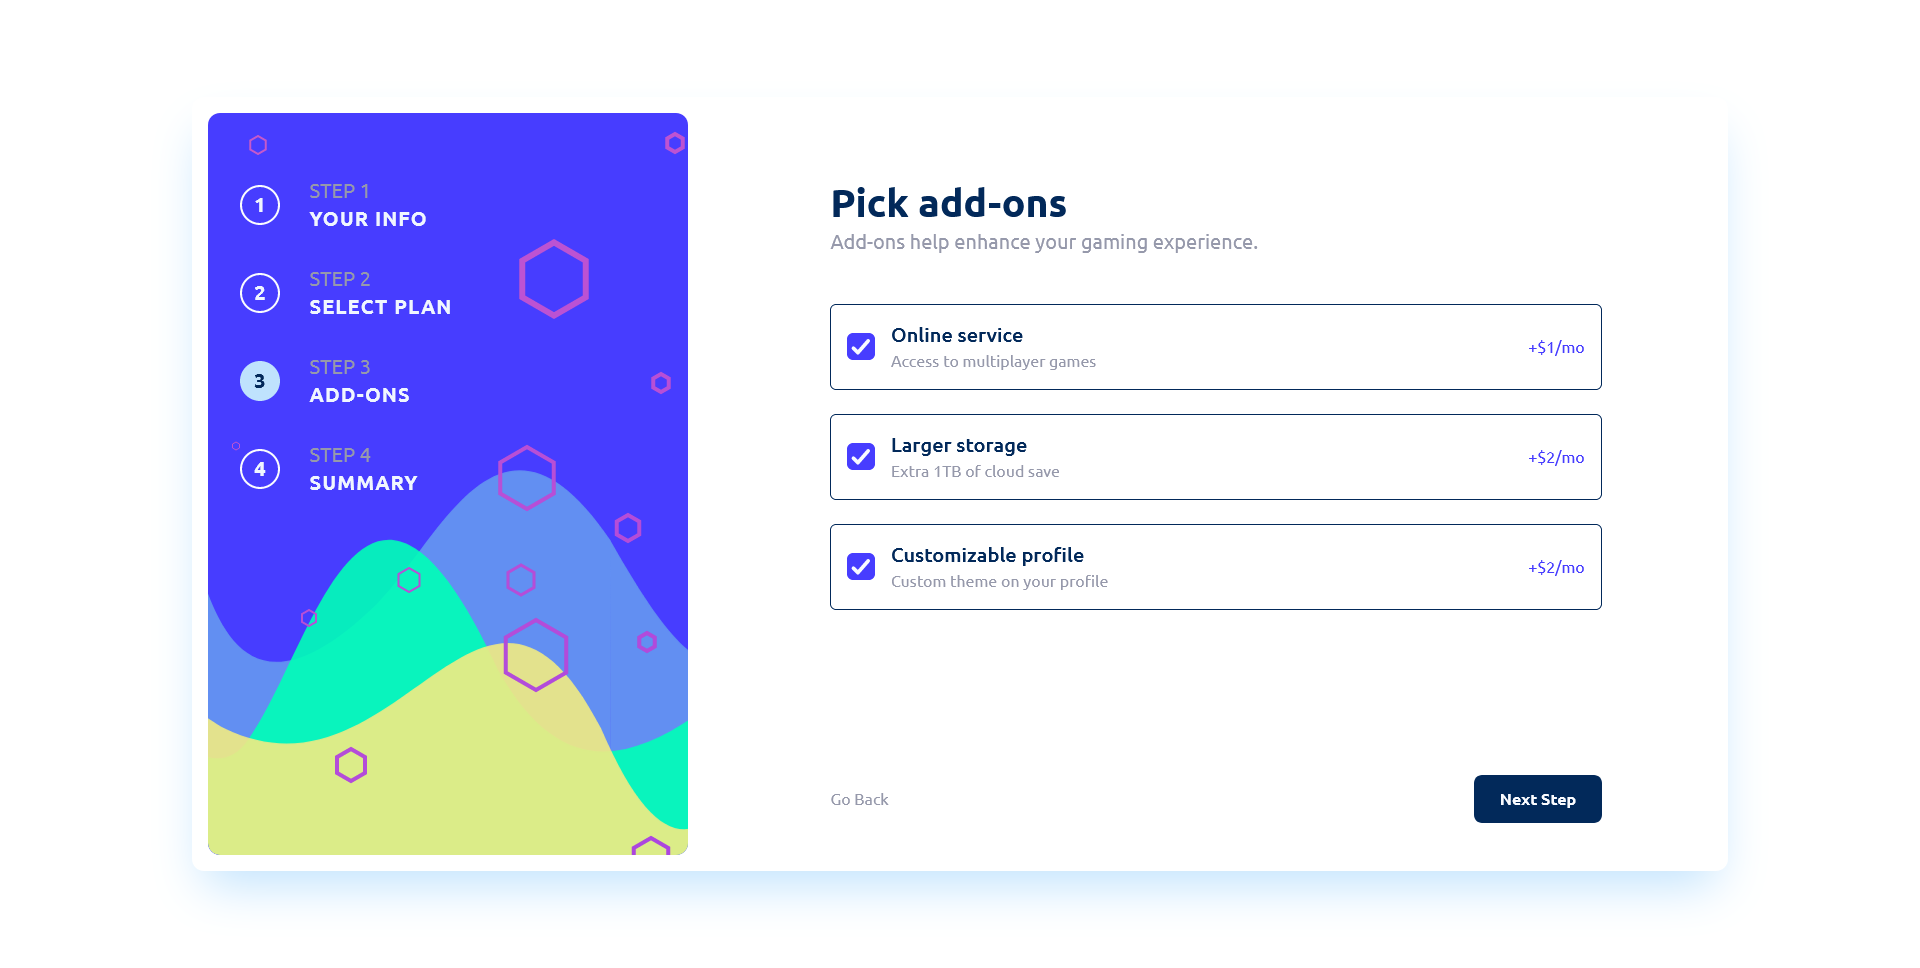 1
STEP 1
YOUR INFO
2
STEP 2
SELECT PLAN
3
STEP 3
ADD-ONS
4
STEP 4
SUMMARY
Pick add-ons
Add-ons help enhance your gaming experience.
Online service
Access to multiplayer games
+$1/mo
Larger storage
Extra 1TB of cloud save
+$2/mo
Customizable profile
Custom theme on your profile
+$2/mo
Go Back
Next Step